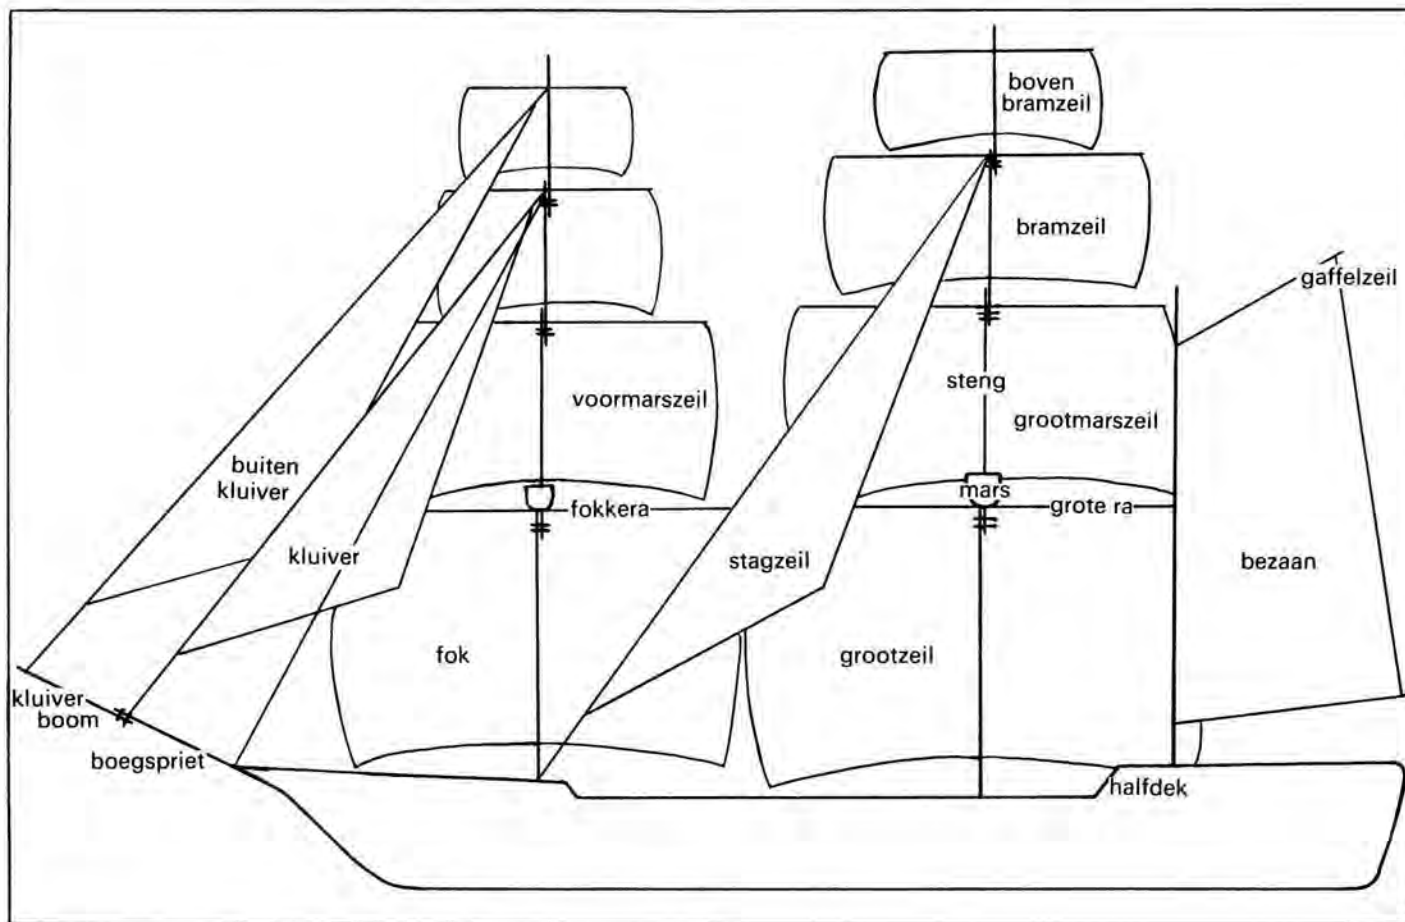 boven
bramzeil
bramzeil
gaffelzeil
steng
voormarszeil
grootmarszeil
buiten
kluiver
mars
fokkera
grote ra
kluiver
stagzeil
bezaan
fok
grootzeil
kluiver
boom
boegspriet
halfdek